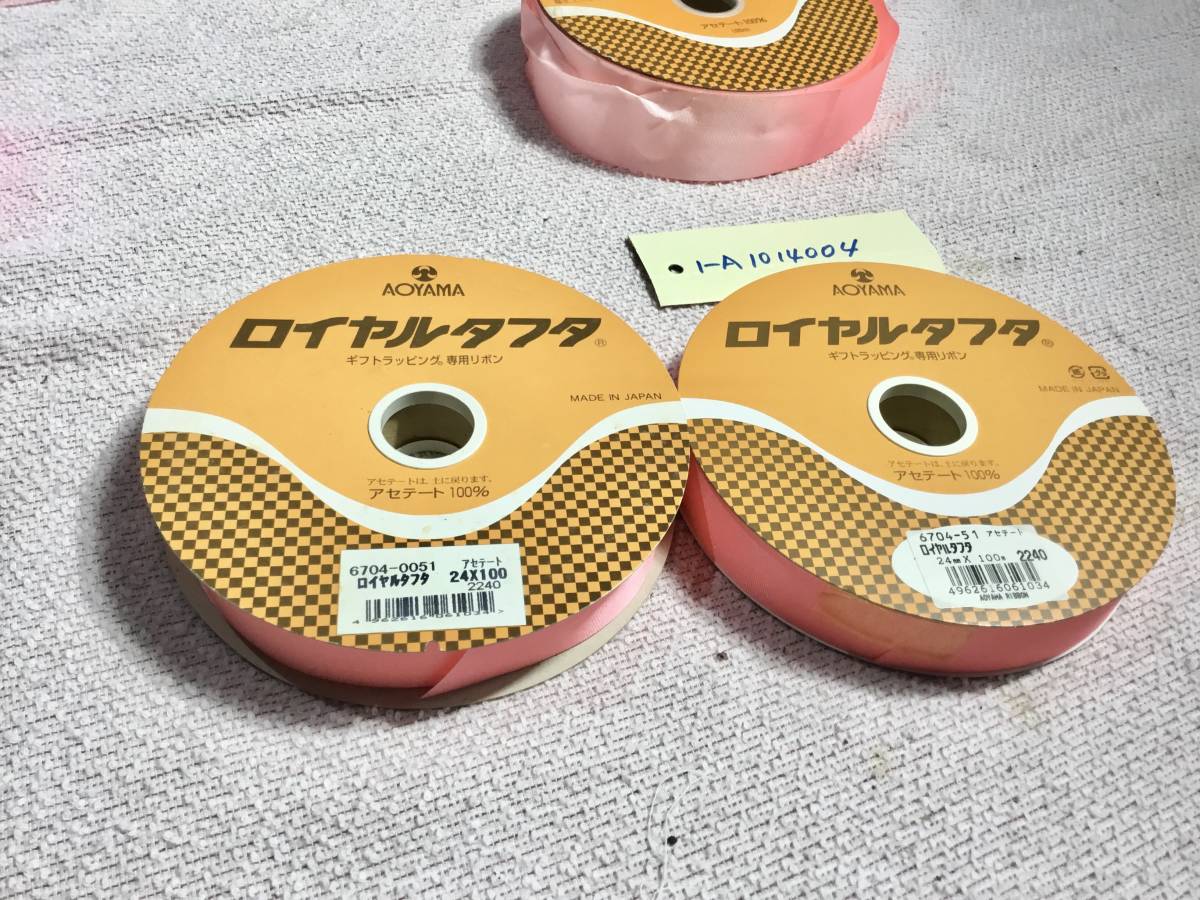 アセテート100%
1-A1014004
AOYAMA
ロイヤルタフタ®
ギフトラッピング®専用リボン
MADE IN JAPAN
アセテートは、土に戻ります。
アセテート 100%
6704-0051 アセテート
ロイヤルタフタ 24X100
2240
AOYAMA
ロイヤルタフタ®
ギフトラッピング®専用リボン
MADE IN JAPAN
アセテートは、土に戻ります。
アセテート 100%
6704-51 アセテート
ロイヤルタフタ
24mm X 100m 2240
4962616061034
AOYAMA RIBBON